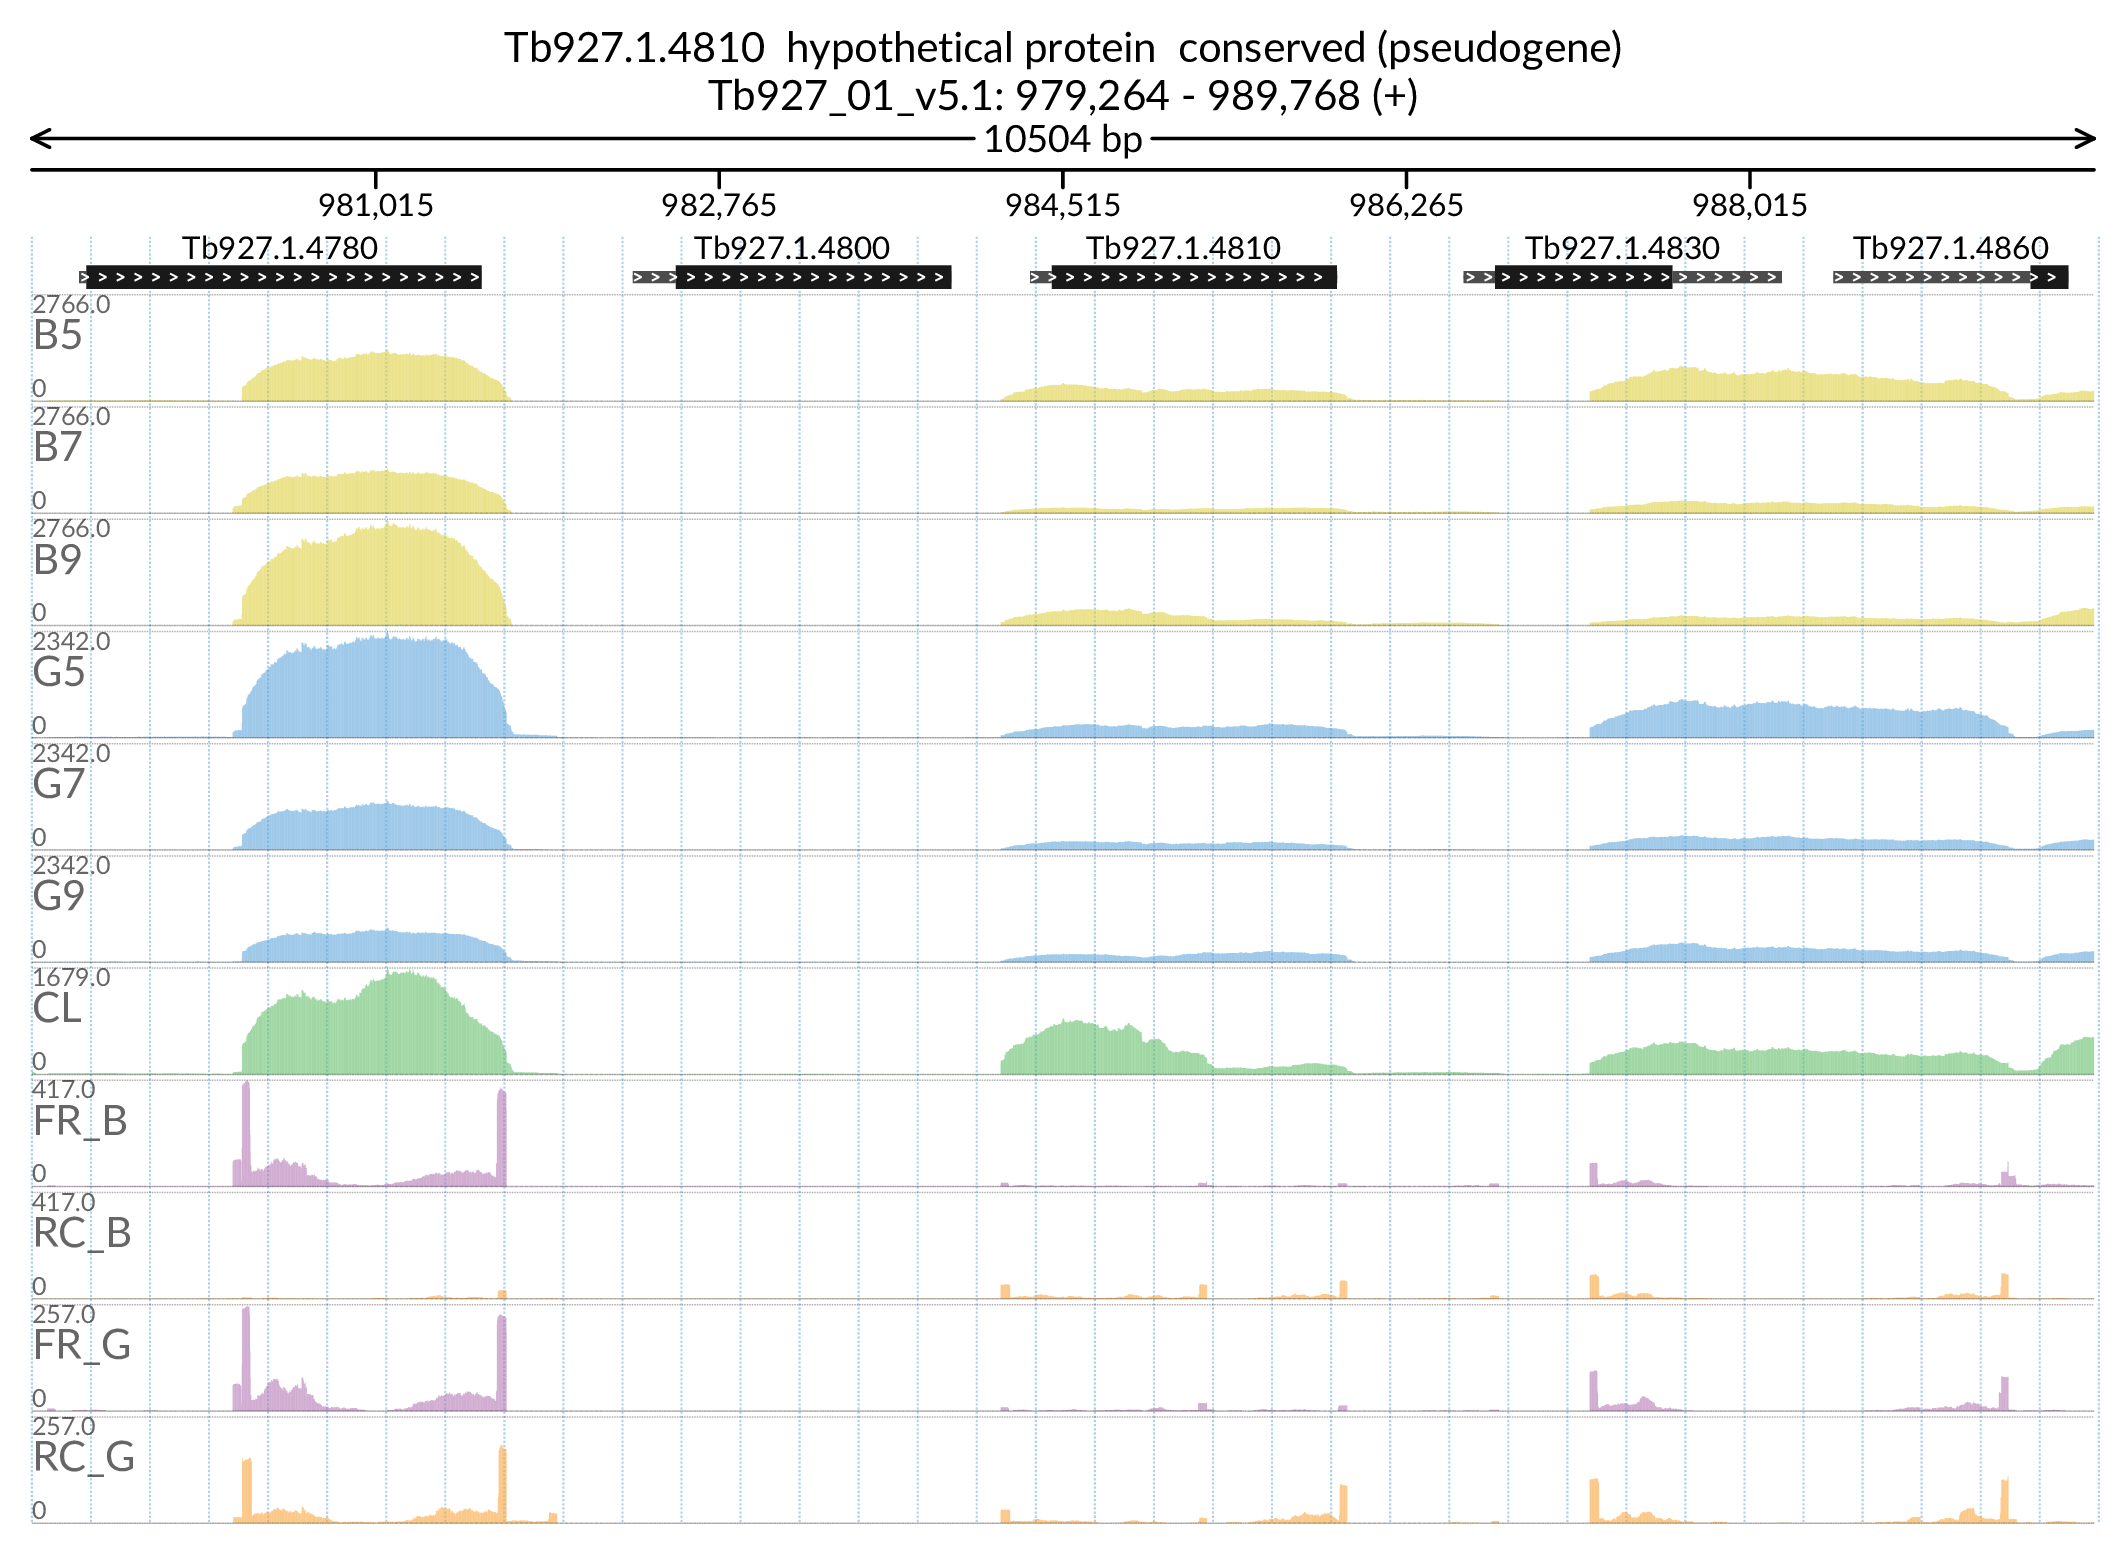 Tb927.1.4810  hypothetical protein  conserved (pseudogene)
Tb927_01_v5.1: 979,264 - 989,768 (+)
10504 bp
981,015 982,765 984,515 986,265 988,015
Tb927.1.4780 Tb927.1.4800 Tb927.1.4810 Tb927.1.4830 Tb927.1.4860
2766.0
B5
0
2766.0
B7
0
2766.0
B9
0
2342.0
G5
0
2342.0
G7
0
2342.0
G9
0
1679.0
CL
0
417.0
FR_B
0
417.0
RC_B
0
257.0
FR_G
0
257.0
RC_G
0